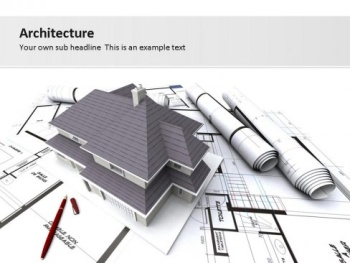 Architecture
Your own sub headline  This is an example text